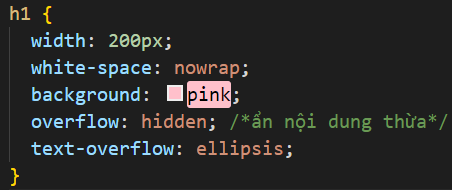 h1 {
width: 200px;
white-space: nowrap;
background: pink;
overflow: hidden; /*ẩn nội dung thừa*/
text-overflow: ellipsis;
}